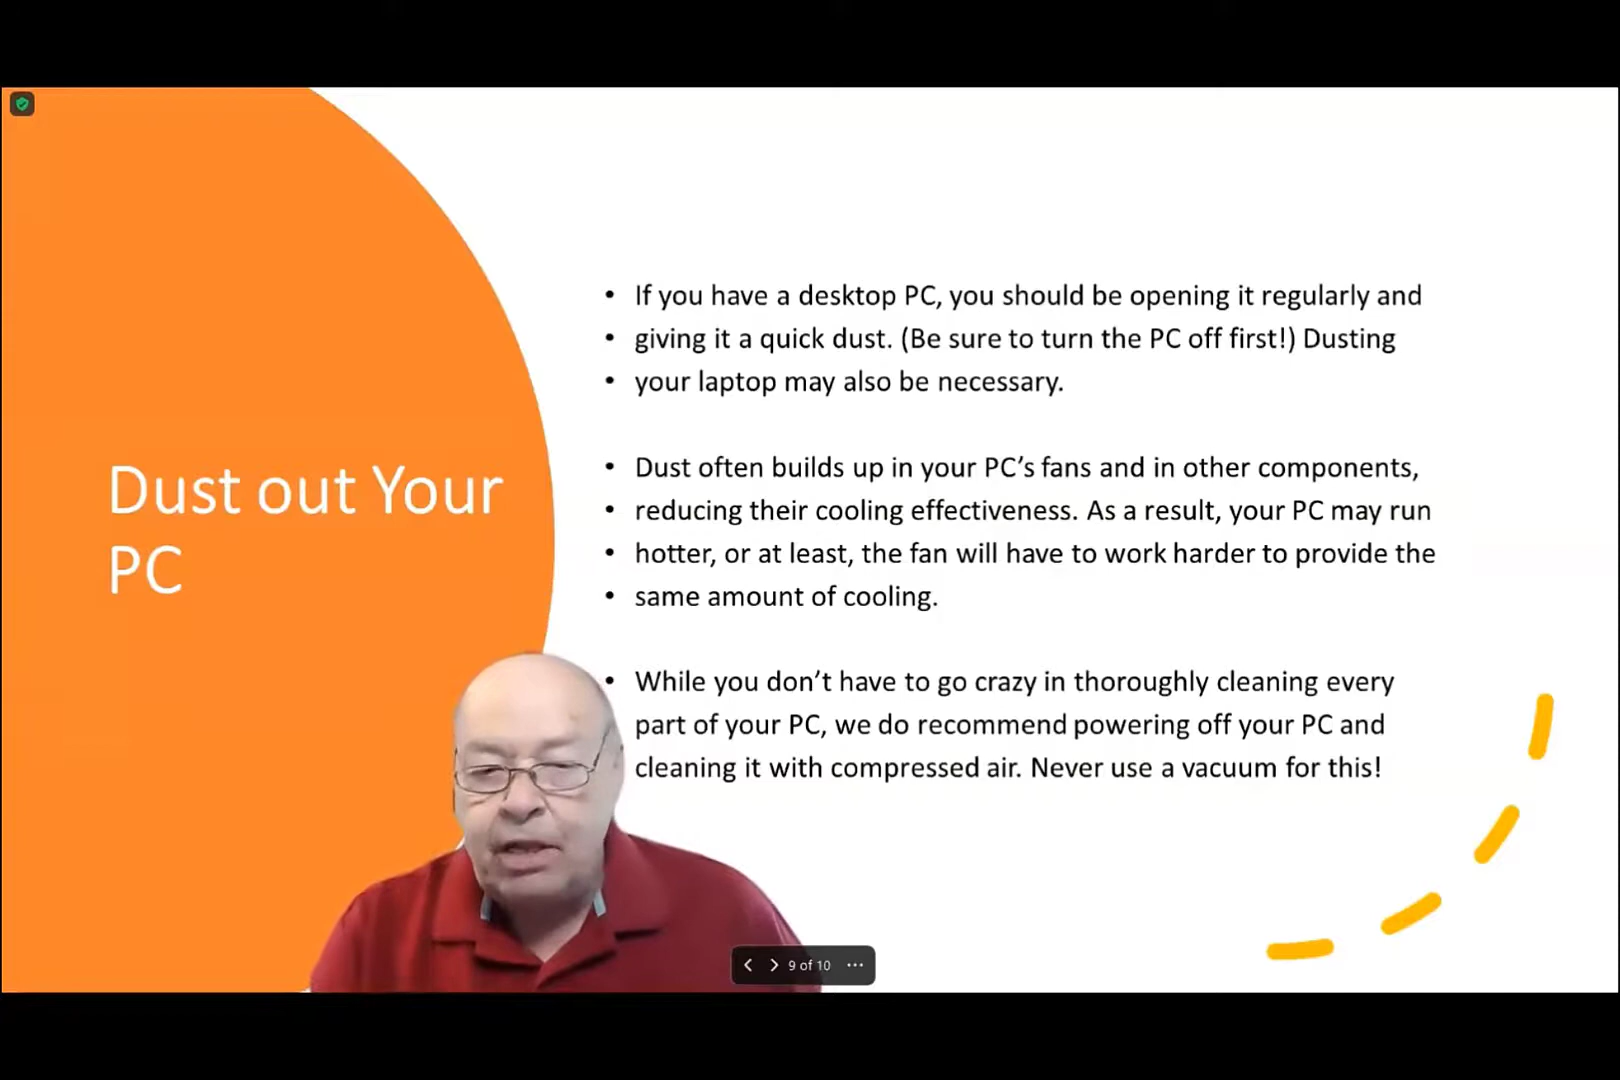 Dust out Your
PC
• If you have a desktop PC, you should be opening it regularly and
• giving it a quick dust. (Be sure to turn the PC off first!) Dusting
• your laptop may also be necessary.
• Dust often builds up in your PC’s fans and in other components,
• reducing their cooling effectiveness. As a result, your PC may run
• hotter, or at least, the fan will have to work harder to provide the
• same amount of cooling.
• While you don’t have to go crazy in thoroughly cleaning every
part of your PC, we do recommend powering off your PC and
cleaning it with compressed air. Never use a vacuum for this!
9 of 10